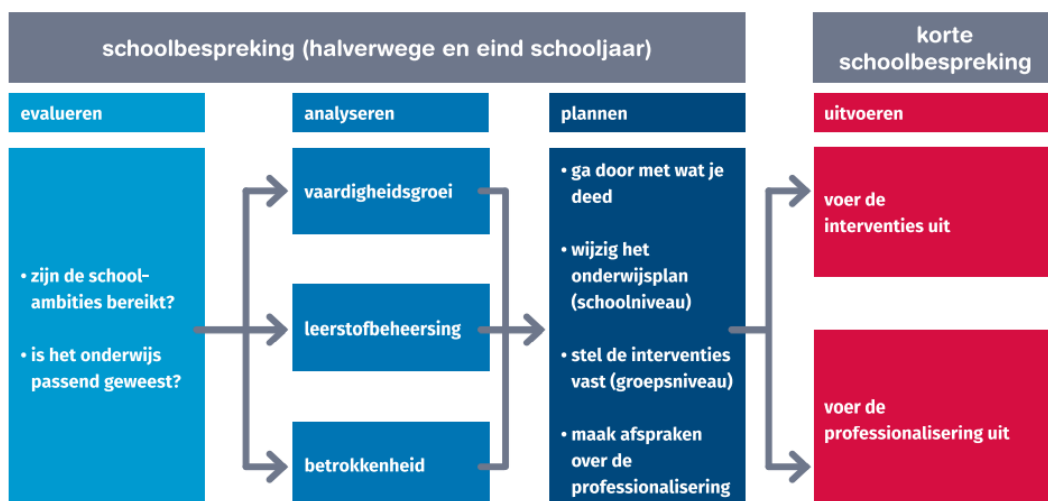 schoolbespreking (halverwege en eind schooljaar)
korte
schoolbespreking
evalueren
analyseren
plannen
uitvoeren
• zijn de school-
ambities bereikt?
• is het onderwijs
passend geweest?
vaardigheidsgroei
leerstofbeheersing
betrokkenheid
• ga door met wat je
deed
• wijzig het
onderwijsplan
(schoolniveau)
• stel de interventies
vast (groepsniveau)
• maak afspraken
over de
professionalisering
voer de
interventies uit
voer de
professionalisering uit